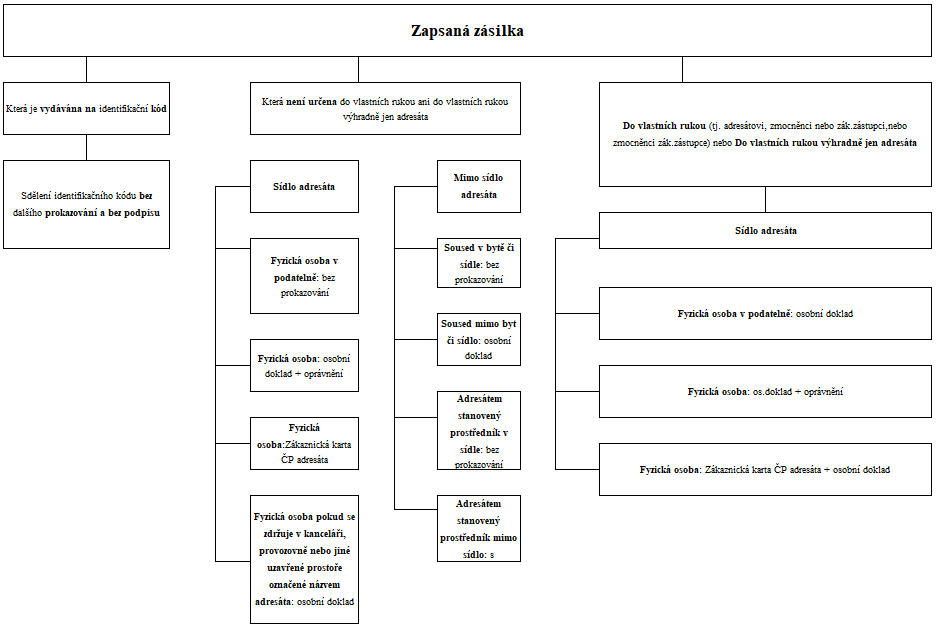 Zapsaná zásilka
Která je vydávána na identifikační kód
Sdělení identifikačního kódu bez
dalšího prokazování a bez podpisu
Která není určena do vlastních rukou ani do vlastních rukou
výhradně jen adresáta
Sídlo adresáta
Fyzická osoba v
podatelně: bez
prokazování
Fyzická osoba: osobní
doklad + oprávnění
Fyzická
osoba:Zákaznická karta
ČP adresáta
Fyzická osoba pokud se
zdržuje v kanceláři,
provozovně nebo jiné
uzavřené prostoře
označené názvem
adresáta: osobní doklad
Mimo sídlo
adresáta
Soused v bytě či
sídle: bez
prokazování
Soused mimo byt
či sídlo: osobní
doklad
Adresátem
stanovený
prostředník v
sídle: bez
prokazování
Adresátem
stanovený
prostředník mimo
sídlo: s
Do vlastních rukou (tj. adresátovi, zmocněnci nebo zák.zástupci,nebo
zmocněnci zák.zástupce) nebo Do vlastních rukou výhradně jen adresáta
Sídlo adresáta
Fyzická osoba v podatelně: osobní doklad
Fyzická osoba: os.doklad + oprávnění
Fyzická osoba: Zákaznická karta ČP adresáta + osobní doklad